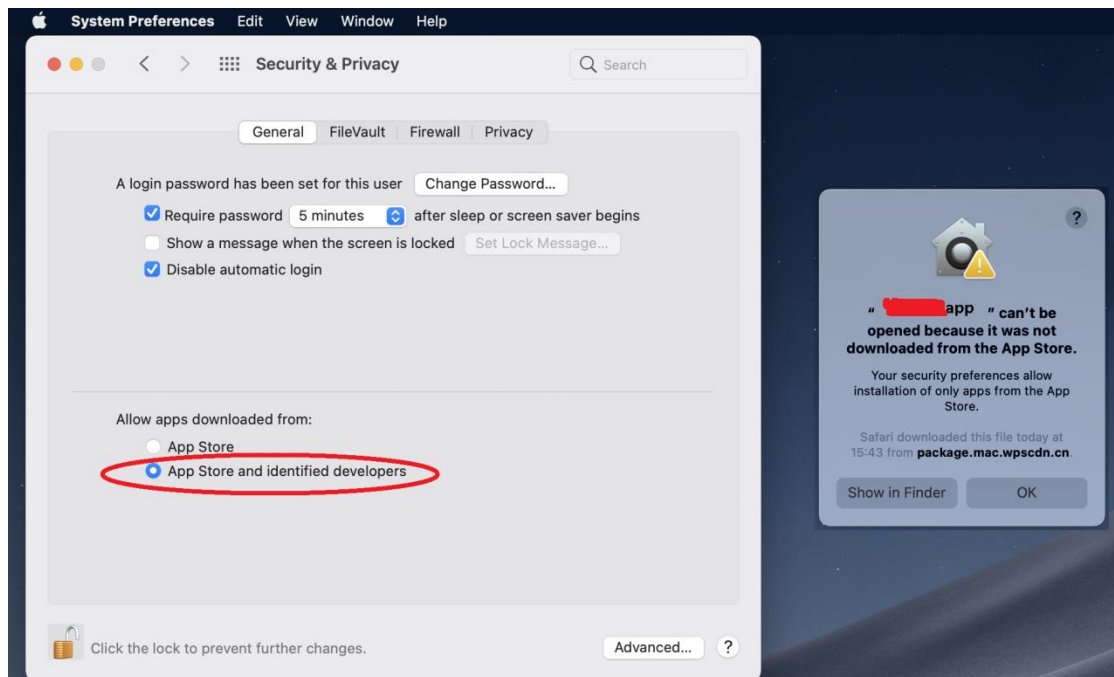 System Preferences Edit View Window Help
Security & Privacy
Search
General FileVault Firewall Privacy
A login password has been set for this user Change Password...
Require password 5 minutes after sleep or screen saver begins
Show a message when the screen is locked Set Lock Message...
Disable automatic login
Allow apps downloaded from:
App Store
App Store and identified developers
Click the lock to prevent further changes.
Advanced... ?
?
" app " can't be
opened because it was not
downloaded from the App Store.
Your security preferences allow
installation of only apps from the App
Store.
Safari downloaded this file today at
15:43 from package.mac.wpscdn.cn.
Show in Finder OK